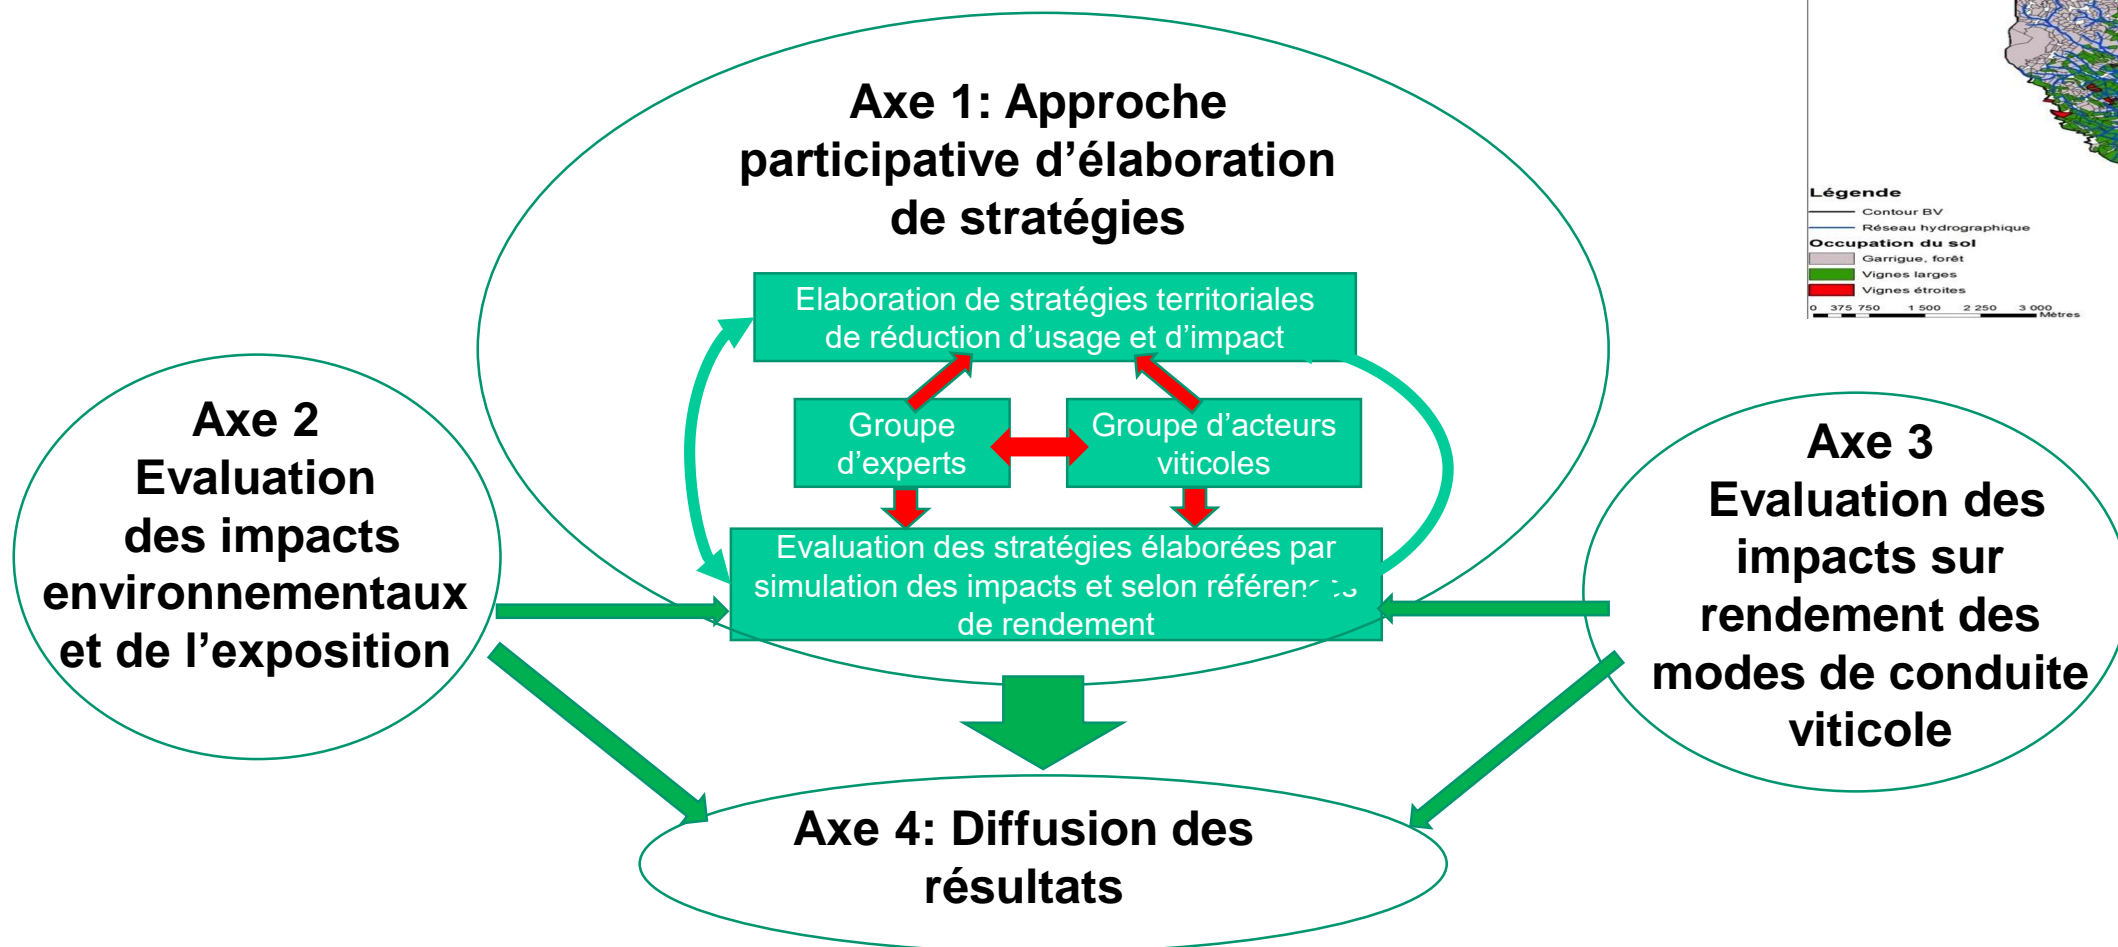 Axe 1: Approche
participative d’élaboration
de stratégies
Elaboration de stratégies territoriales
de réduction d’usage et d’impact
Groupe
d’experts
Groupe d’acteurs
viticoles
Evaluation des stratégies élaborées par
simulation des impacts et selon références
de rendement
Axe 2
Evaluation
des impacts
environnementaux
et de l’exposition
Axe 3
Evaluation des
impacts sur
rendement des
modes de conduite
viticole
Axe 4: Diffusion des
résultats
Légende
Contour BV
Réseau hydrographique
Occupation du sol
Garrigue, forêt
Vignes larges
Vignes étroites
0 375 750 1 500 2 250 3 000
Mètres